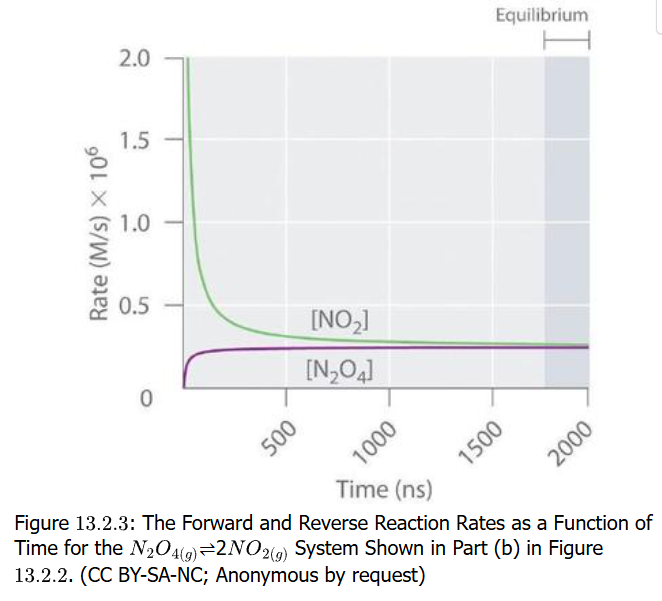 Equilibrium
2.0
1.5
1.0
0.5
0
Rate (M/s) × 10⁶
[NO₂]
[N₂O₄]
500
1000
1500
2000
Time (ns)
Figure 13.2.3: The Forward and Reverse Reaction Rates as a Function of
Time for the N₂O₄₍g₎⇌2NO₂₍g₎ System Shown in Part (b) in Figure
13.2.2. (CC BY-SA-NC; Anonymous by request)